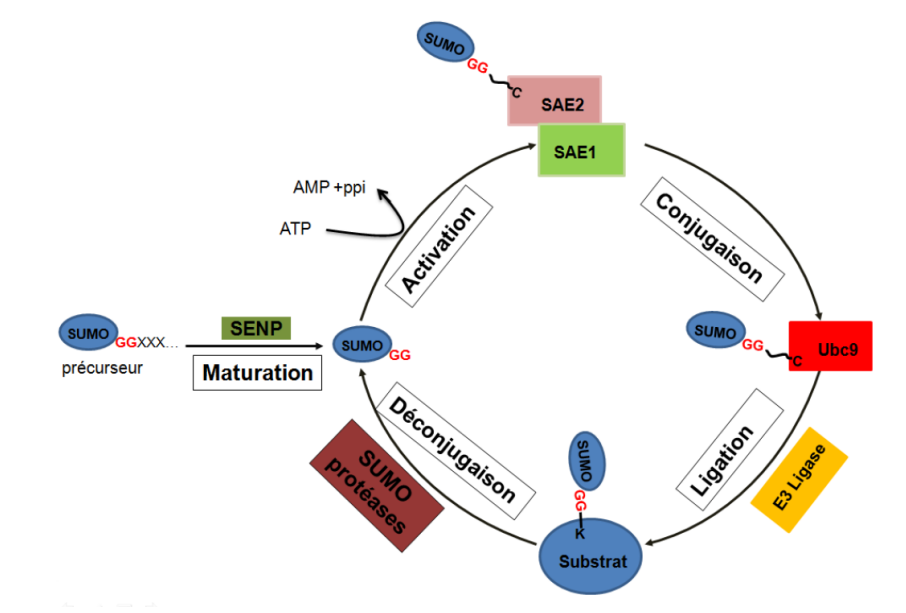 SUMO
GG
C
SAE2
SAE1
AMP +ppi
ATP
Activation
Conjugaison
SUMO
GGXXX...
précurseur
SENP
Maturation
SUMO
GG
SUMO
GG
C
Ubc9
Déconjugaison
SUMO
protéases
SUMO
GG
K
Substrat
Ligation
E3 Ligase